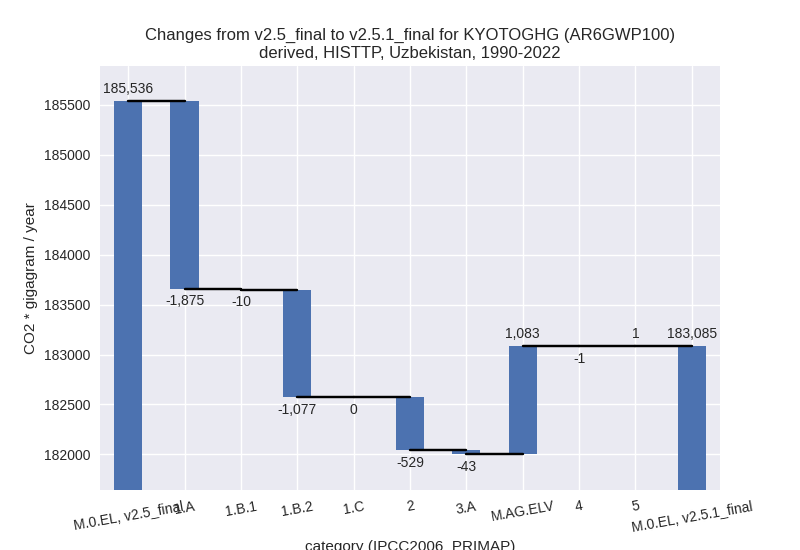 Changes from v2.5_final to v2.5.1_final for KYOTOGHG (AR6GWP100)
derived, HISTTP, Uzbekistan, 1990-2022
185,536
185500
185000
184500
184000
183500
183000
182500
182000
CO2 * gigagram / year
-1,875
-10
-1,077
0
-529
-43
1,083
-1
1
183,085
M.0.EL, v2.5_final
1.A
1.B.1
1.B.2
1.C
2
3.A
M.AG.ELV
4
5
M.0.EL, v2.5.1_final
category (IPCC2006_PRIMAP)